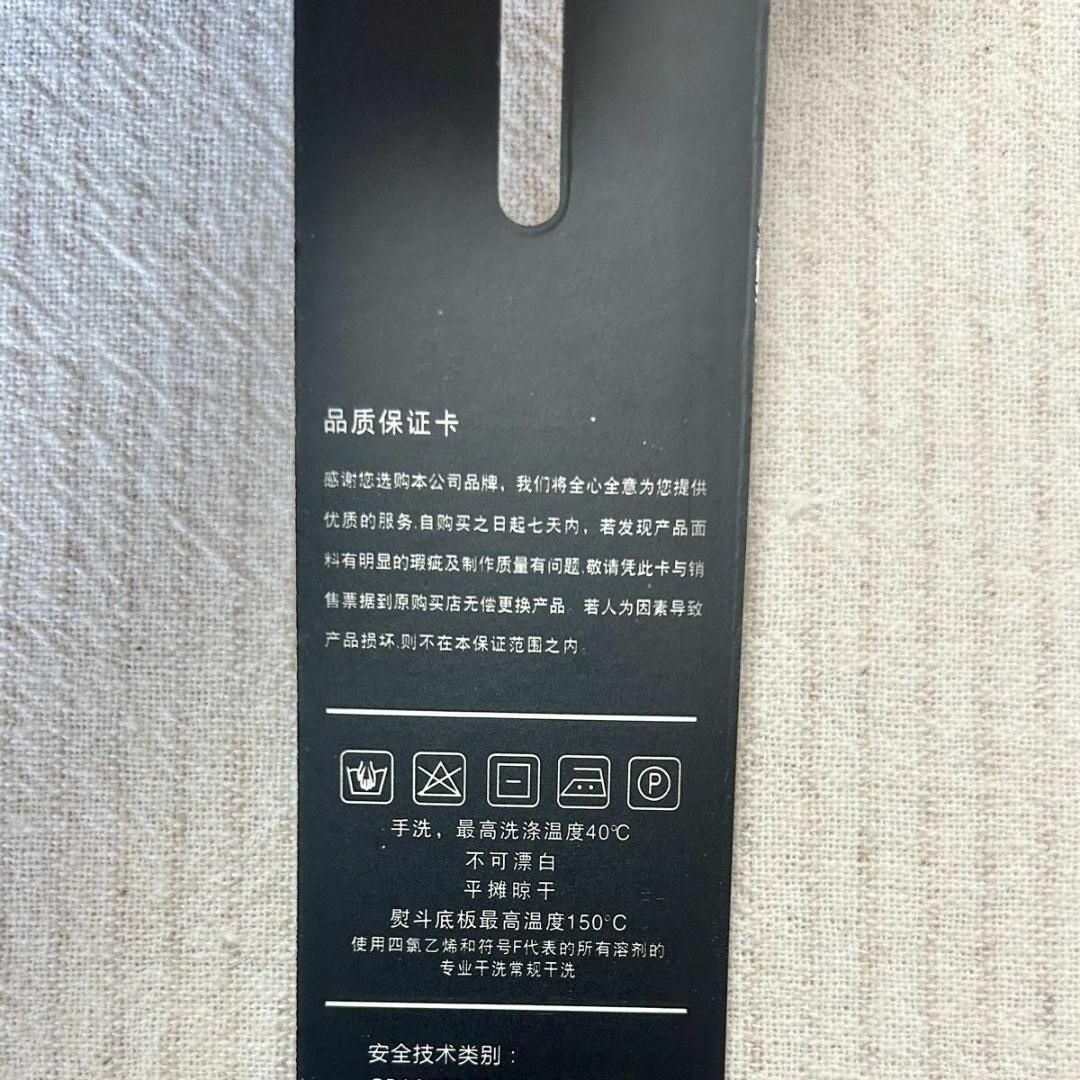 品质保证卡
感谢您选购本公司品牌，我们将全心全意为您提供
优质的服务.自购买之日起七天内，若发现产品面
料有明显的瑕疵及制作质量有问题.敬请凭此卡与销
售票据到原购买店无偿更换产品. 若人为因素导致
产品损坏.则不在本保证范围之内.
P
手洗，最高洗涤温度40℃
不可漂白
平摊晾干
熨斗底板最高温度150℃
使用四氯乙烯和符号F代表的所有溶剂的
专业干洗常规干洗
安全技术类别：